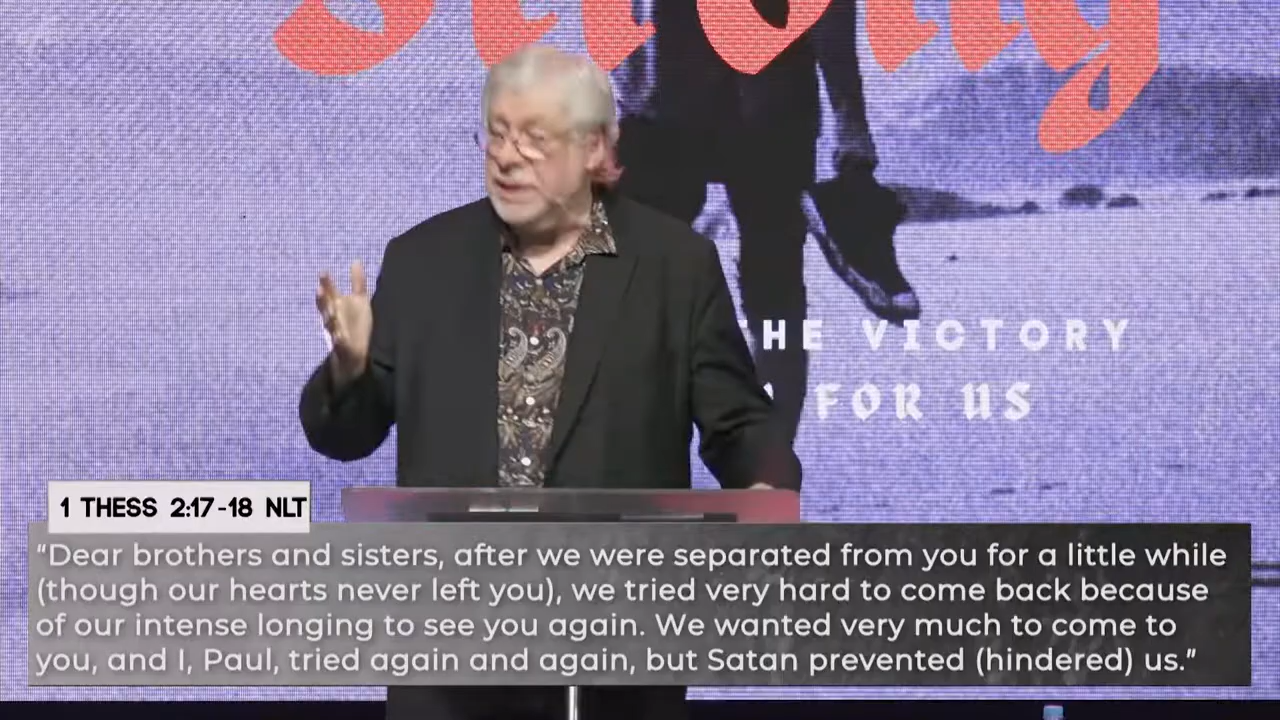 HE VICTORY
FOR US
1 THESS 2:17-18 NLT
“Dear brothers and sisters, after we were separated from you for a little while
(though our hearts never left you), we tried very hard to come back because
of our intense longing to see you again. We wanted very much to come to
you, and I, Paul, tried again and again, but Satan prevented (hindered) us.”